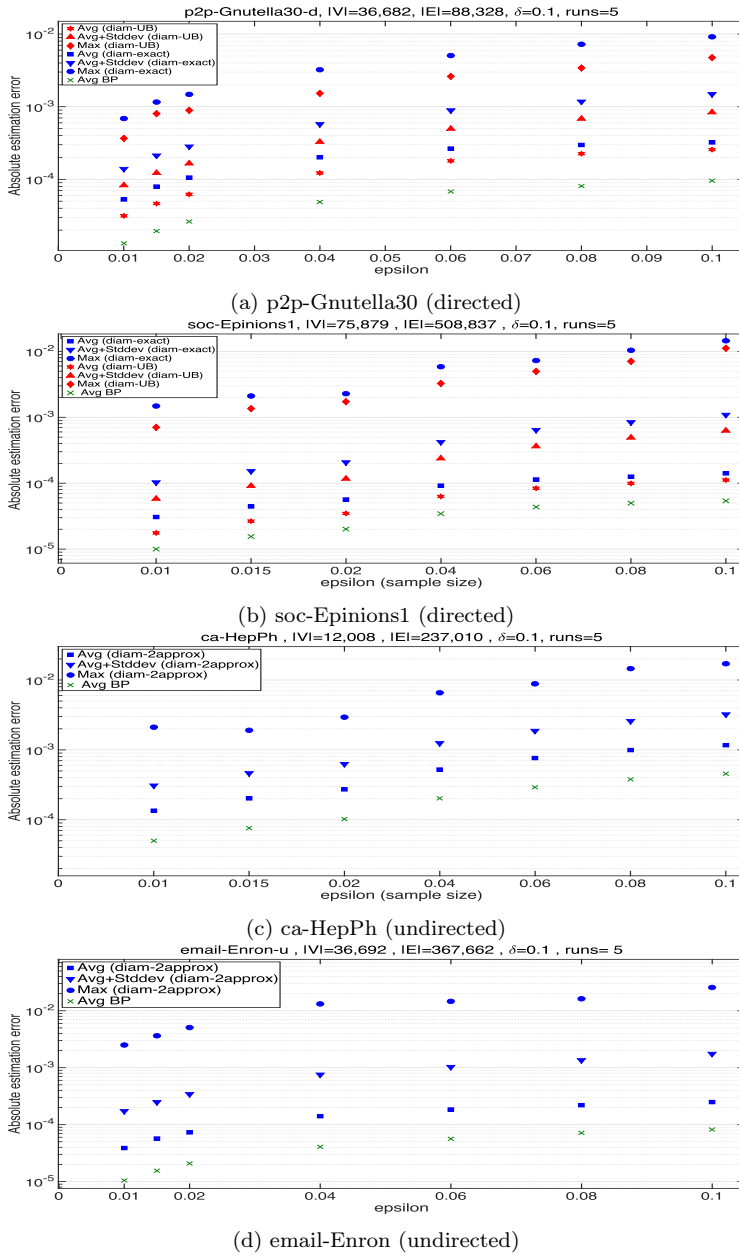 p2p-Gnutella30-d, |V|=36,682, |E|=88,328, δ=0.1, runs=5
Avg (diam-UB)
Avg+Stddev (diam-UB)
Max (diam-UB)
Avg (diam-exact)
Avg+Stddev (diam-exact)
Max (diam-exact)
Avg BP
Absolute estimation error
10^-2
10^-3
10^-4
0 0.01 0 0.02 0.03 0.04 0.05 0.06 0.07 0.08 0.09 0.1
epsilon
(a) p2p-Gnutella30 (directed)
soc-Epinions1, |V|=75,879 , |E|=508,837 , δ=0.1, runs=5
Avg (diam-exact)
Avg+Stddev (diam-exact)
Max (diam-exact)
Avg (diam-UB)
Avg+Stddev (diam-UB)
Max (diam-UB)
Avg BP
Absolute estimation error
10^-2
10^-3
10^-4
10^-5
0 0.01 0.015 0.02 0.04 0.06 0.08 0.1
epsilon (sample size)
(b) soc-Epinions1 (directed)
ca-HepPh , |V|=12,008 , |E|=237,010 , δ=0.1, runs=5
Avg (diam-2approx)
Avg+Stddev (diam-2approx)
Max (diam-2approx)
Avg BP
Absolute estimation error
10^-2
10^-3
10^-4
0 0.01 0.015 0.02 0.04 0.06 0.08 0.1
epsilon (sample size)
(c) ca-HepPh (undirected)
email-Enron-u , |V|=36,692 , |E|=367,662 , δ=0.1 , runs= 5
Avg (diam-2approx)
Avg+Stddev (diam-2approx)
Max (diam-2approx)
Avg BP
Absolute estimation error
10^-2
10^-3
10^-4
10^-5
0 0.01 0.02 0.04 0.06 0.08 0.1
epsilon
(d) email-Enron (undirected)